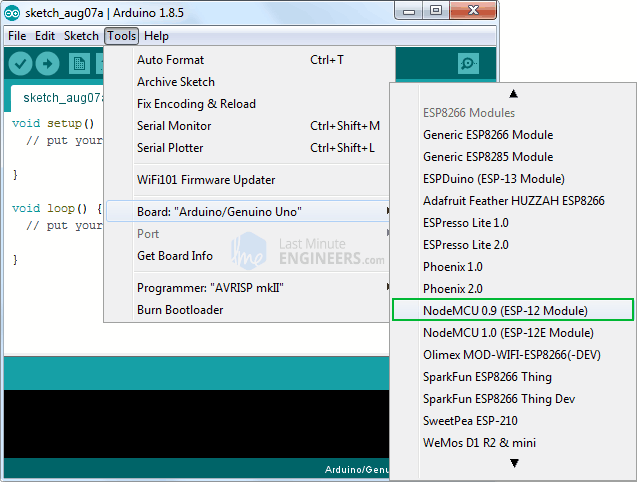 sketch_aug07a | Arduino 1.8.5
File Edit Sketch Tools Help
sketch_aug07a
void setup()
// put your
}
void loop() {
// put your
}
Auto Format Ctrl+T
Archive Sketch
Fix Encoding & Reload
Serial Monitor Ctrl+Shift+M
Serial Plotter Ctrl+Shift+L
WiFi101 Firmware Updater
Board: "Arduino/Genuino Uno"
Port
Get Board Info
Programmer: "AVRISP mkII"
Burn Bootloader
Last Minute
ENGINEERS.com
ESP8266 Modules
Generic ESP8266 Module
Generic ESP8285 Module
ESPDuino (ESP-13 Module)
Adafruit Feather HUZZAH ESP8266
ESPresso Lite 1.0
ESPresso Lite 2.0
Phoenix 1.0
Phoenix 2.0
NodeMCU 0.9 (ESP-12 Module)
NodeMCU 1.0 (ESP-12E Module)
Olimex MOD-WIFI-ESP8266(-DEV)
SparkFun ESP8266 Thing
SparkFun ESP8266 Thing Dev
SweetPea ESP-210
WeMos D1 R2 & mini
Arduino/Genu